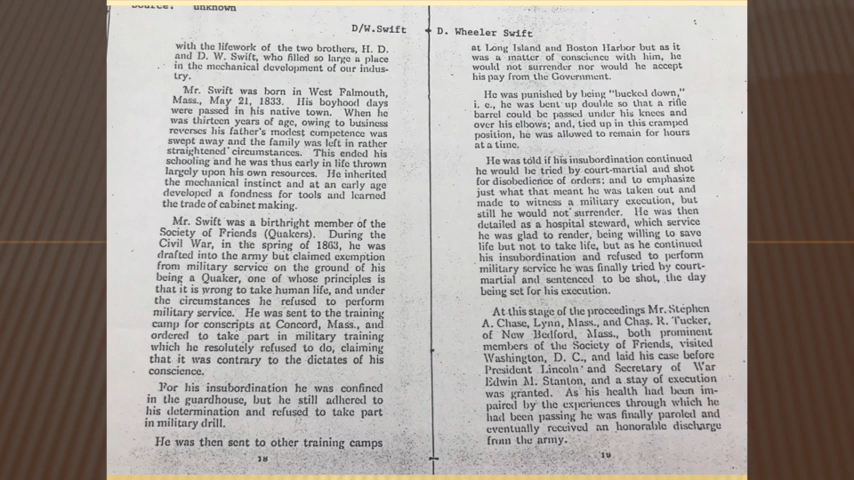 Source: unknown
D/W.Swift
with the lifework of the two brothers, H. D.
and D. W. Swift, who filled so large a place
in the mechanical development of our indus-
try.
Mr. Swift was born in West Falmouth,
Mass., May 21, 1833. His boyhood days
were passed in his native town. When he
was thirteen years of age, owing to business
reverses his father's modest competence was
swept away and the family was left in rather
straightened circumstances. This ended his
schooling and he was thus early in life thrown
largely upon his own resources. He inherited
the mechanical instinct and at an early age
developed a fondness for tools and learned
the trade of cabinet making.
Mr. Swift was a birthright member of the
Society of Friends (Quakers). During the
Civil War, in the spring of 1863, he was
drafted into the army but claimed exemption
from military service on the ground of his
being a Quaker, one of whose principles is
that it is wrong to take human life, and under
the circumstances he refused to perform
military service. He was sent to the training
camp for conscripts at Concord, Mass., and
ordered to take part in military training
which he resolutely refused to do, claiming
that it was contrary to the dictates of his
conscience.
For his insubordination he was confined
in the guardhouse, but he still adhered to
his determination and refused to take part
in military drill.
He was then sent to other training camps
18
D. Wheeler Swift
at Long Island and Boston Harbor but as it
was a matter of conscience with him, he
would not surrender nor would he accept
his pay from the Government.
He was punished by being "bucked down,"
i. e., he was bent up double so that a rifle
barrel could be passed under his knees and
over his elbows; and, tied up in this cramped
position, he was allowed to remain for hours
at a time.
He was told if his insubordination continued
he would be tried by court-martial and shot
for disobedience of orders; and to emphasize
just what that meant he was taken out and
made to witness a military execution, but
still he would not surrender. He was then
detailed as a hospital steward, which service
he was glad to render, being willing to save
life but not to take life, but as he continued
his insubordination and refused to perform
military service he was finally tried by court-
martial and sentenced to be shot, the day
being set for his execution.
At this stage of the proceedings Mr. Stephen
A. Chase, Lynn, Mass., and Chas. R. Tucker,
of New Bedford, Mass., both prominent
members of the Society of Friends, visited
Washington, D. C., and laid his case before
President Lincoln and Secretary of War
Edwin M. Stanton, and a stay of execution
was granted. As his health had been im-
paired by the experiences through which he
had been passing he was finally paroled and
eventually received an honorable discharge
from the army.
19